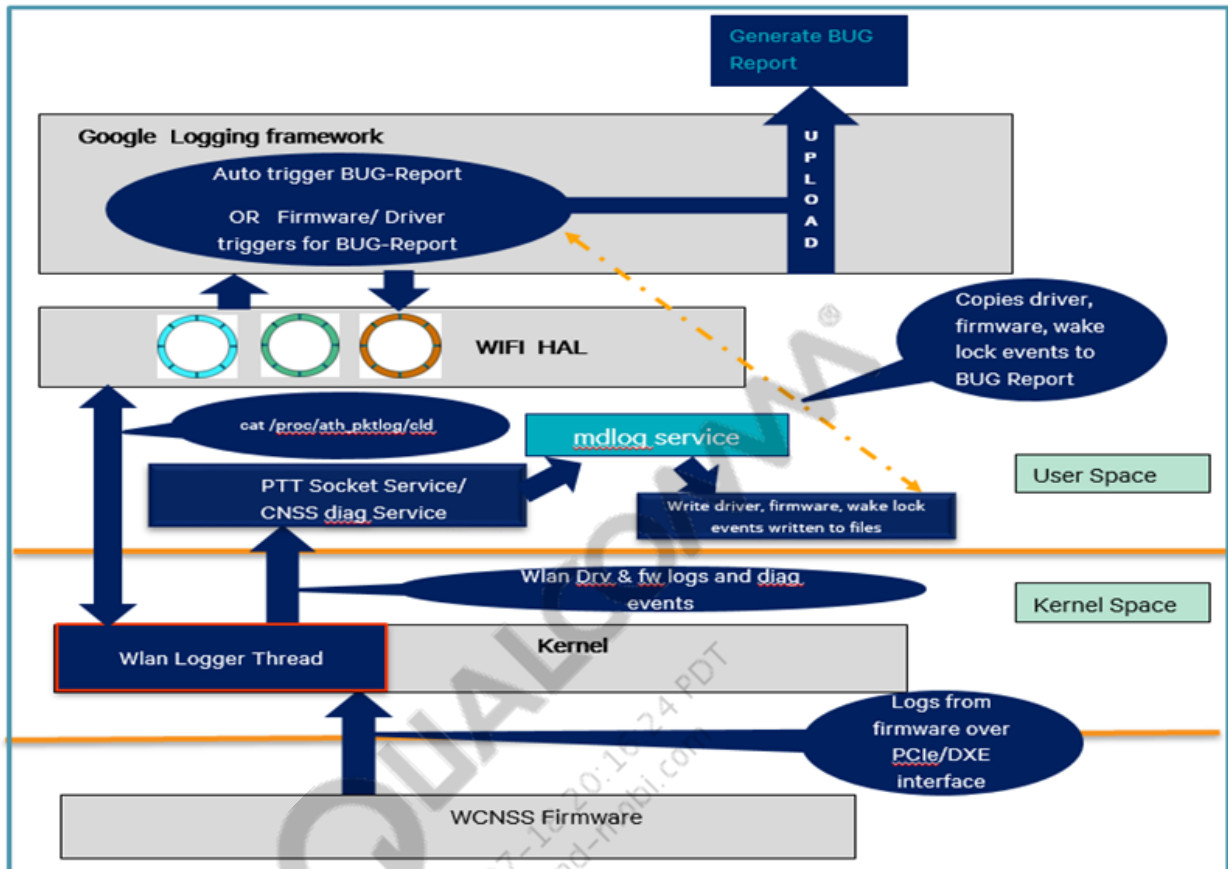 Generate BUG
Report
Google Logging framework
U
P
L
O
A
D
Auto trigger BUG-Report
OR Firmware/ Driver
triggers for BUG-Report
WIFI HAL
Copies driver,
firmware, wake
lock events to
BUG Report
cat /proc/ath_pktlog/cld
mdlog service
PTT Socket Service/
CNSS diag Service
Write driver, firmware, wake lock
events written to files
User Space
Wlan Drv & fw logs and diag
events
Kernel Space
Wlan Logger Thread
Kernel
Logs from
firmware over
PCIe/DXE
interface
WCNSS Firmware
QUALCOMM®